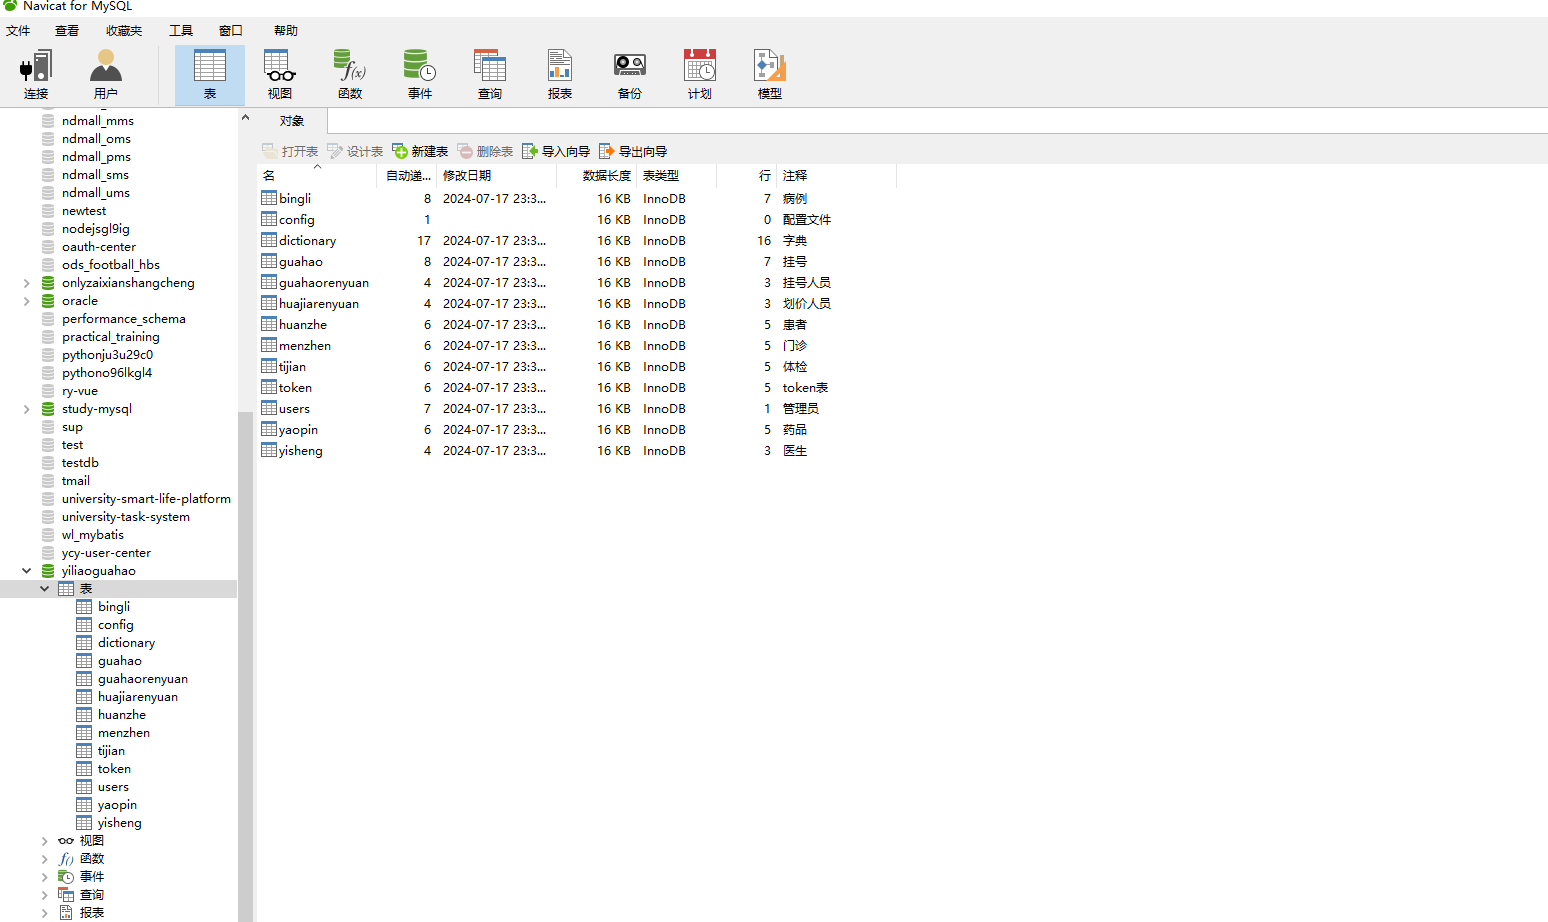 Navicat for MySQL
文件 查看 收藏夹 工具 窗口 帮助
连接 用户 表 视图 函数 事件 查询 报表 备份 计划 模型
ndmall_mms
ndmall_oms
ndmall_pms
ndmall_sms
ndmall_ums
newtest
nodejsgl9ig
oauth-center
ods_football_hbs
onlyzaixianshangcheng
oracle
performance_schema
practical_training
pythonju3u29c0
pythono96lkgl4
ry-vue
study-mysql
sup
test
testdb
tmail
university-smart-life-platform
university-task-system
wl_mybatis
ycy-user-center
yiliaoguahao
表
bingli
config
dictionary
guahao
guahaorenyuan
huajiarenyuan
huanzhe
menzhen
tijian
token
users
yaopin
yisheng
视图
函数
事件
查询
报表
对象
打开表 设计表 新建表 删除表 导入向导 导出向导
名 自动递... 修改日期 数据长度 表类型 行 注释
bingli 8 2024-07-17 23:3... 16 KB InnoDB 7 病例
config 1 16 KB InnoDB 0 配置文件
dictionary 17 2024-07-17 23:3... 16 KB InnoDB 16 字典
guahao 8 2024-07-17 23:3... 16 KB InnoDB 7 挂号
guahaorenyuan 4 2024-07-17 23:3... 16 KB InnoDB 3 挂号人员
huajiarenyuan 4 2024-07-17 23:3... 16 KB InnoDB 3 划价人员
huanzhe 6 2024-07-17 23:3... 16 KB InnoDB 5 患者
menzhen 6 2024-07-17 23:3... 16 KB InnoDB 5 门诊
tijian 6 2024-07-17 23:3... 16 KB InnoDB 5 体检
token 6 2024-07-17 23:3... 16 KB InnoDB 5 token表
users 7 2024-07-17 23:3... 16 KB InnoDB 1 管理员
yaopin 6 2024-07-17 23:3... 16 KB InnoDB 5 药品
yisheng 4 2024-07-17 23:3... 16 KB InnoDB 3 医生